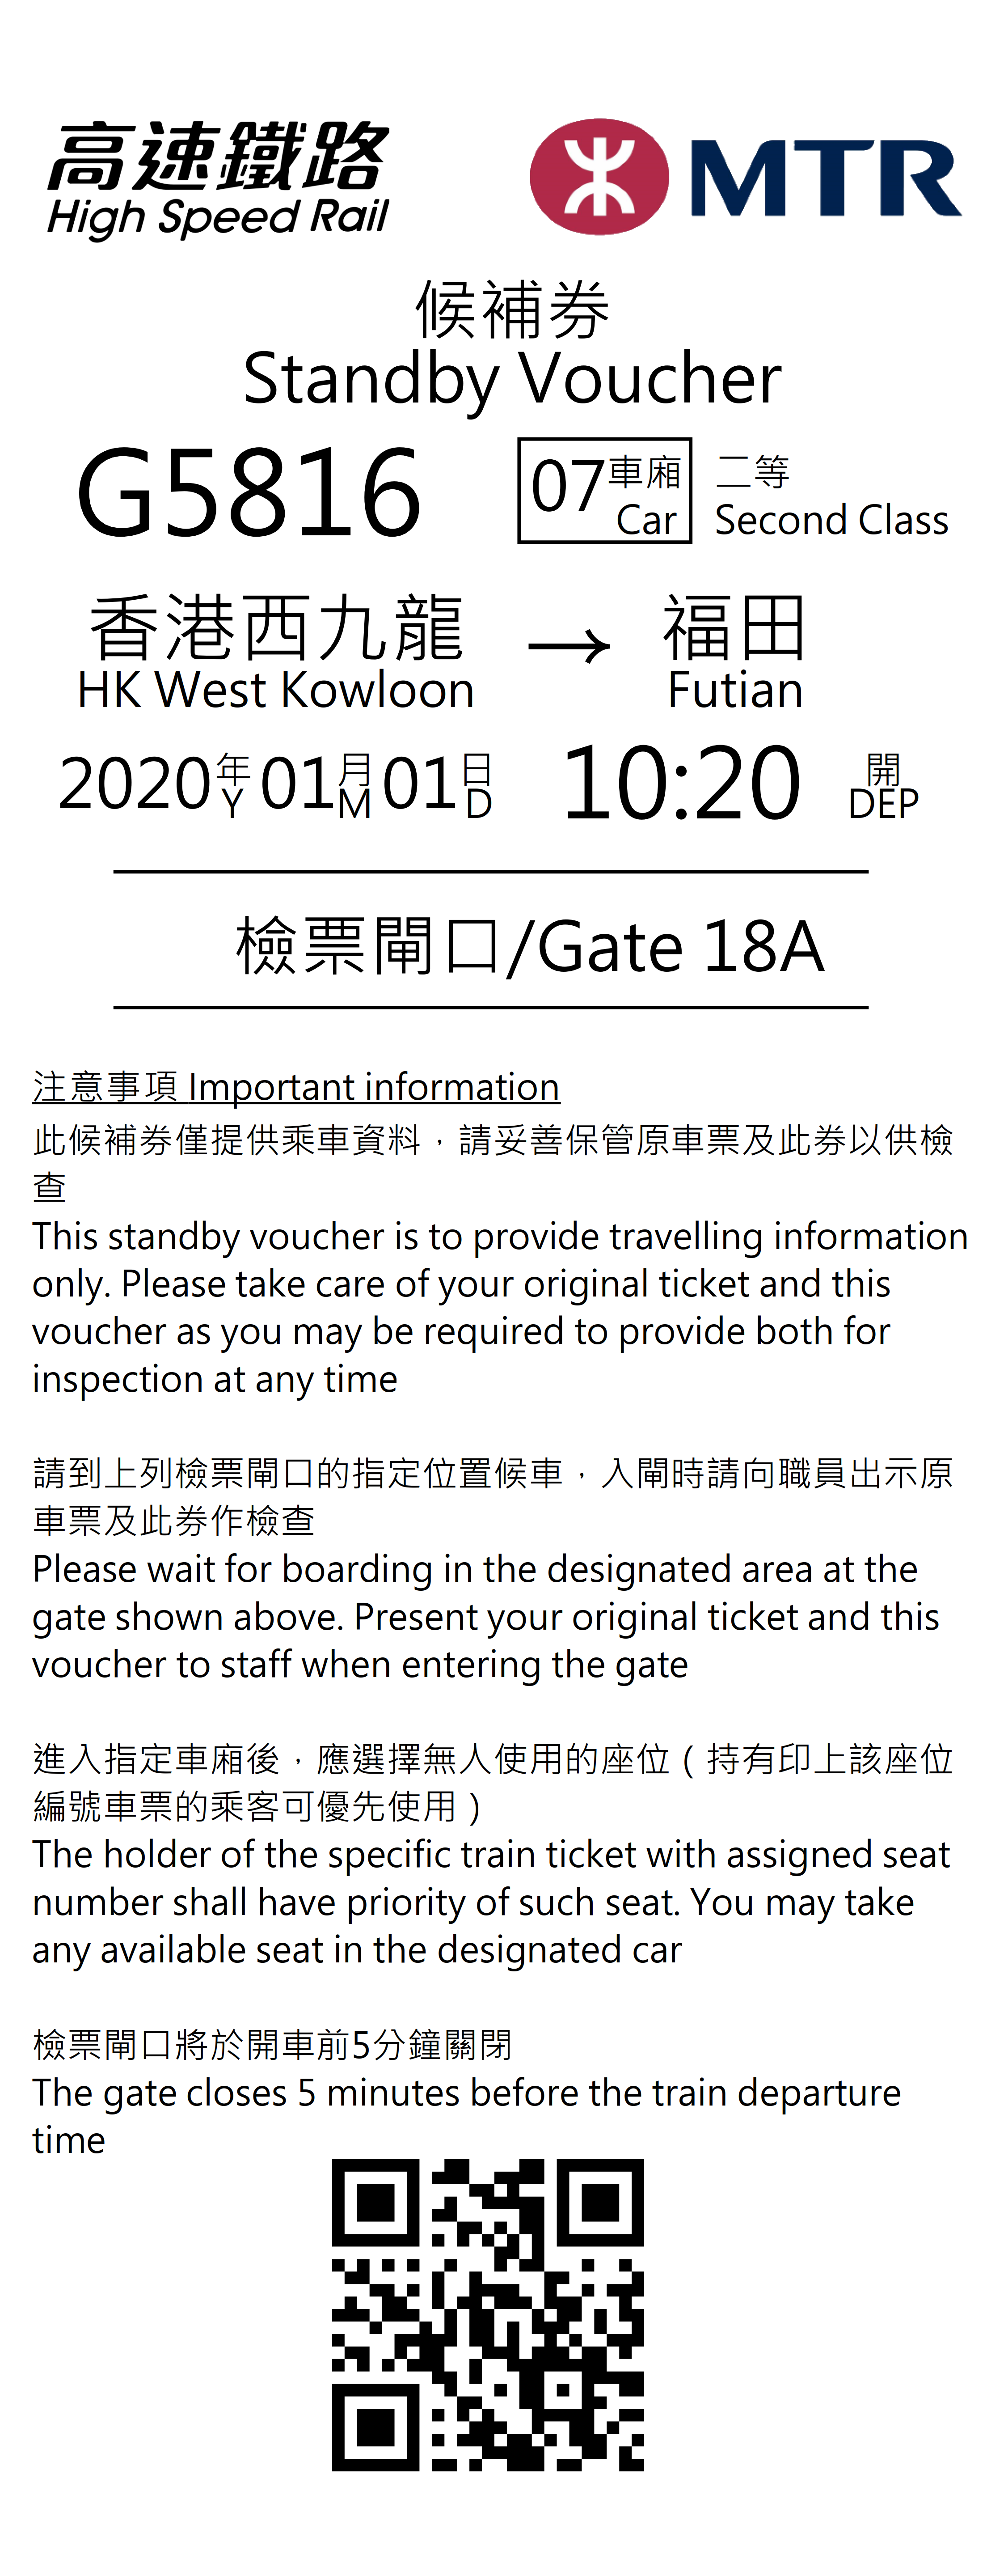 高速鐵路
High Speed Rail
MTR
候補券
Standby Voucher
G5816 07車廂 二等
Car Second Class
香港西九龍 → 福田
HK West Kowloon Futian
2020年 01月 01日 10:20 開
Y M D DEP
檢票閘口/Gate 18A
注意事項 Important information
此候補券僅提供乘車資料，請妥善保管原車票及此券以供檢
查
This standby voucher is to provide travelling information
only. Please take care of your original ticket and this
voucher as you may be required to provide both for
inspection at any time
請到上列檢票閘口的指定位置候車，入閘時請向職員出示原
車票及此券作檢查
Please wait for boarding in the designated area at the
gate shown above. Present your original ticket and this
voucher to staff when entering the gate
進入指定車廂後，應選擇無人使用的座位（持有印上該座位
編號車票的乘客可優先使用）
The holder of the specific train ticket with assigned seat
number shall have priority of such seat. You may take
any available seat in the designated car
檢票閘口將於開車前5分鐘關閉
The gate closes 5 minutes before the train departure
time